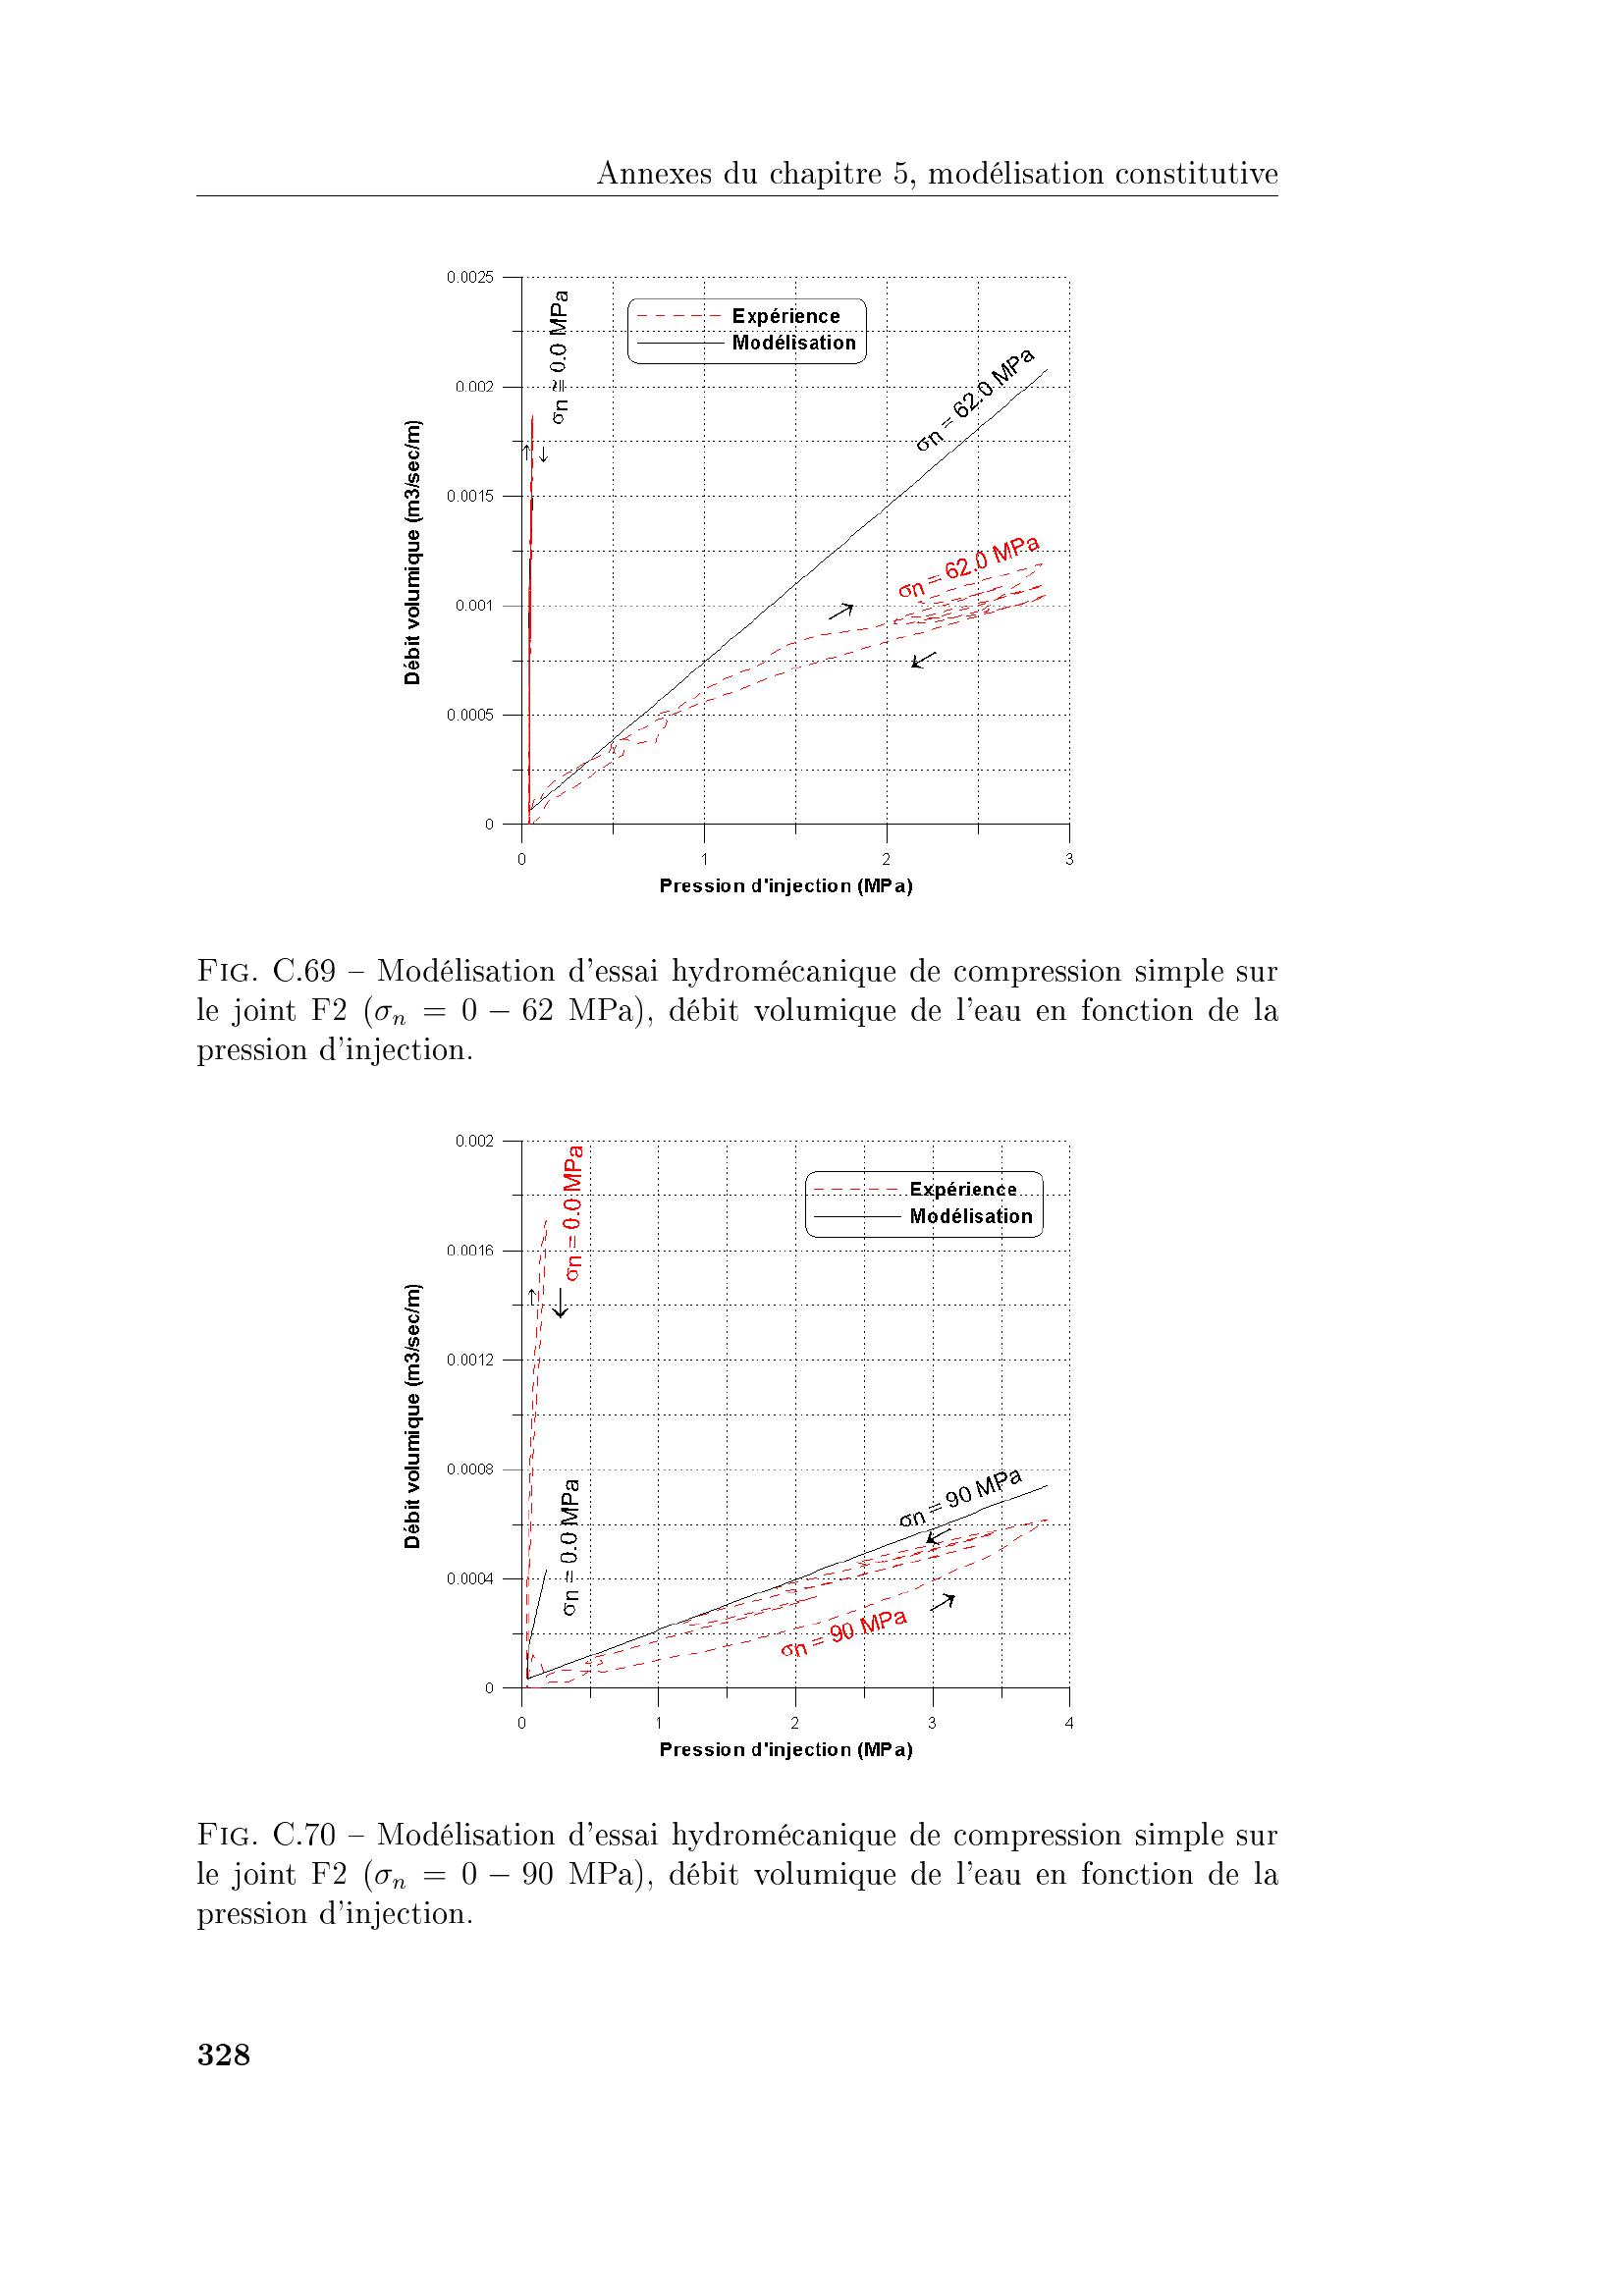 Annexes du chapitre 5, modélisation constitutive
0.0025
0.002
0.0015
0.001
0.0005
0
Débit volumique (m3/sec/m)
σn = 0.0 MPa
Expérience
Modélisation
σn = 62.0 MPa
σn = 62.0 MPa
0 1 2 3
Pression d'injection (MPa)
FIG. C.69 – Modélisation d'essai hydromécanique de compression simple sur
le joint F2 (σn = 0 – 62 MPa), débit volumique de l'eau en fonction de la
pression d'injection.
0.002
0.0016
0.0012
0.0008
0.0004
0
Débit volumique (m3/sec/m)
σn = 0.0 MPa
Expérience
Modélisation
σn = 0.0 MPa
σn = 90 MPa
σn = 90 MPa
0 1 2 3 4
Pression d'injection (MPa)
FIG. C.70 – Modélisation d'essai hydromécanique de compression simple sur
le joint F2 (σn = 0 – 90 MPa), débit volumique de l'eau en fonction de la
pression d'injection.
328